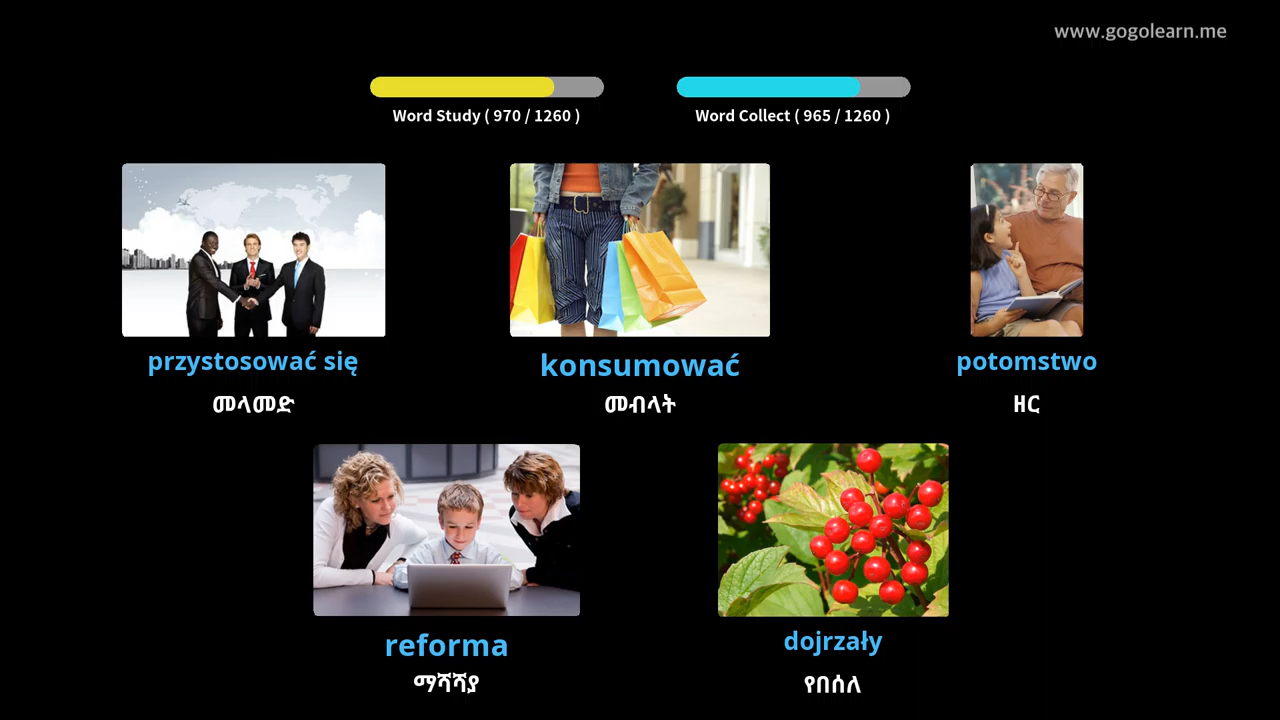 www.gogolearn.me
Word Study ( 970 / 1260 )
Word Collect ( 965 / 1260 )
przystosować się
konsumować
potomstwo
መላመድ
መብላት
ዘር
reforma
dojrzały
ማሻሻያ
የበሰለ